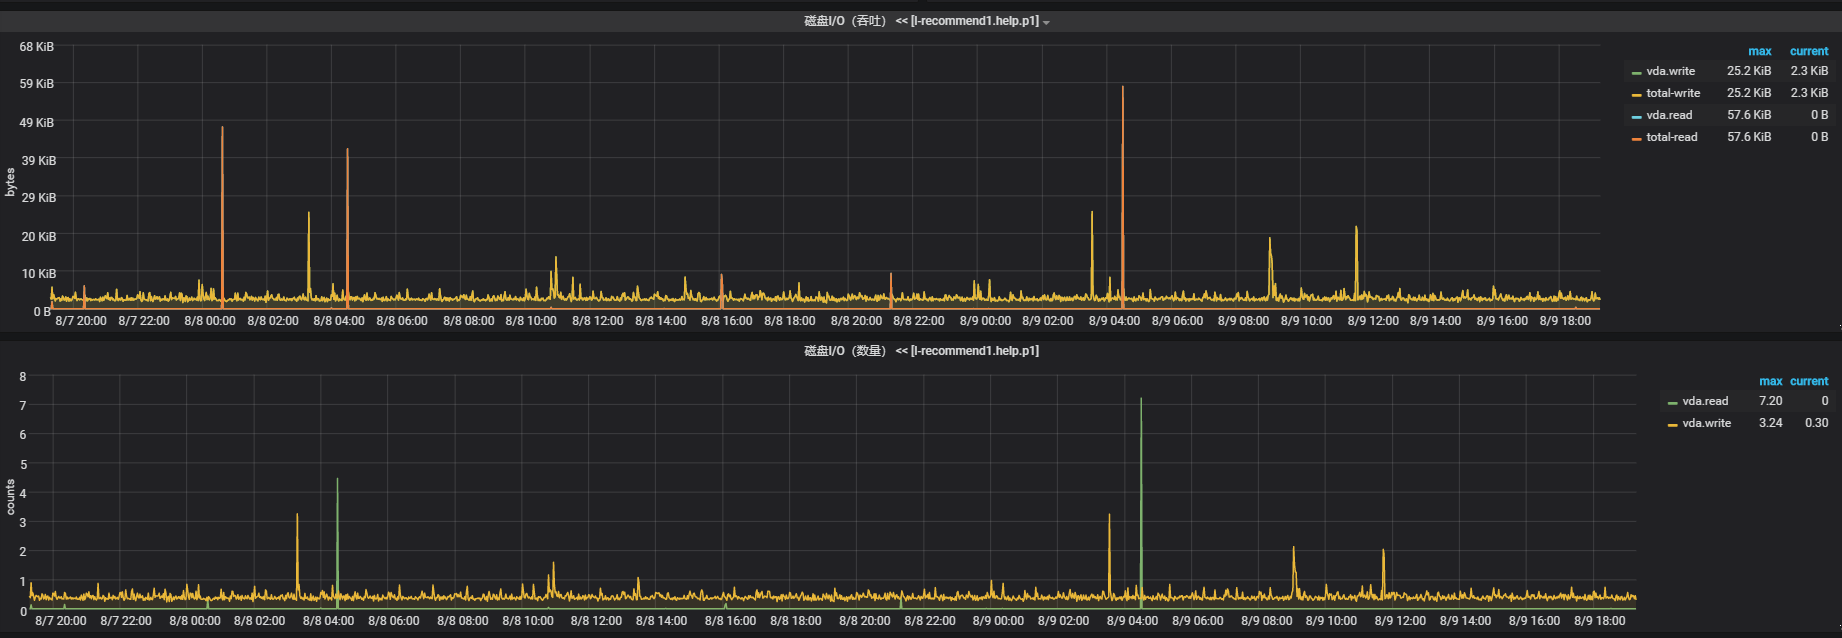 磁盘I/O（吞吐） << [l-recommend1.help.p1]
68 KiB
59 KiB
49 KiB
39 KiB
29 KiB
20 KiB
10 KiB
0 B
bytes
8/7 20:00 8/7 22:00 8/8 00:00 8/8 02:00 8/8 04:00 8/8 06:00 8/8 08:00 8/8 10:00 8/8 12:00 8/8 14:00 8/8 16:00 8/8 18:00 8/8 20:00 8/8 22:00 8/9 00:00 8/9 02:00 8/9 04:00 8/9 06:00 8/9 08:00 8/9 10:00 8/9 12:00 8/9 14:00 8/9 16:00 8/9 18:00
max current
vda.write 25.2 KiB 2.3 KiB
total-write 25.2 KiB 2.3 KiB
vda.read 57.6 KiB 0 B
total-read 57.6 KiB 0 B
磁盘I/O（数量） << [l-recommend1.help.p1]
8
7
6
5
4
3
2
1
0
counts
8/7 20:00 8/7 22:00 8/8 00:00 8/8 02:00 8/8 04:00 8/8 06:00 8/8 08:00 8/8 10:00 8/8 12:00 8/8 14:00 8/8 16:00 8/8 18:00 8/8 20:00 8/8 22:00 8/9 00:00 8/9 02:00 8/9 04:00 8/9 06:00 8/9 08:00 8/9 10:00 8/9 12:00 8/9 14:00 8/9 16:00 8/9 18:00
max current
vda.read 7.20 0
vda.write 3.24 0.30